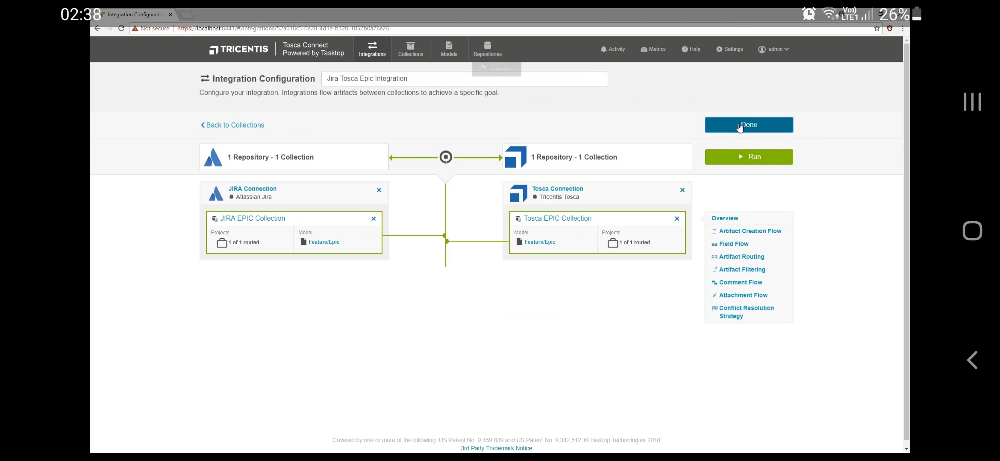 02:38
Integration Configuration
Vo)) LTE1
26%
Not secure
https://localhost:8443/#/integrations/52a018c3-0e28-4d1e-b320-1052b0a76e26
TRICENTIS
Tosca Connect
Powered by Tasktop
Integrations
Collections
Models
Repositories
Activity
Metrics
Help
Settings
admin
Integration Configuration
Jira Tosca Epic Integration
Configure your integration. Integrations flow artifacts between collections to achieve a specific goal.
Back to Collections
Done
1 Repository - 1 Collection
1 Repository - 1 Collection
Run
JIRA Connection
Atlassian Jira
Tosca Connection
Tricentis Tosca
JIRA EPIC Collection
Projects
1 of 1 routed
Model
Feature/Epic
Tosca EPIC Collection
Model
Feature/Epic
Projects
1 of 1 routed
Overview
Artifact Creation Flow
Field Flow
Artifact Routing
Artifact Filtering
Comment Flow
Attachment Flow
Conflict Resolution
Strategy
Covered by one or more of the following: US Patent No. 9,459,839 and US Patent No. 9,342,512. © Tasktop Technologies 2018
3rd Party Trademark Notice